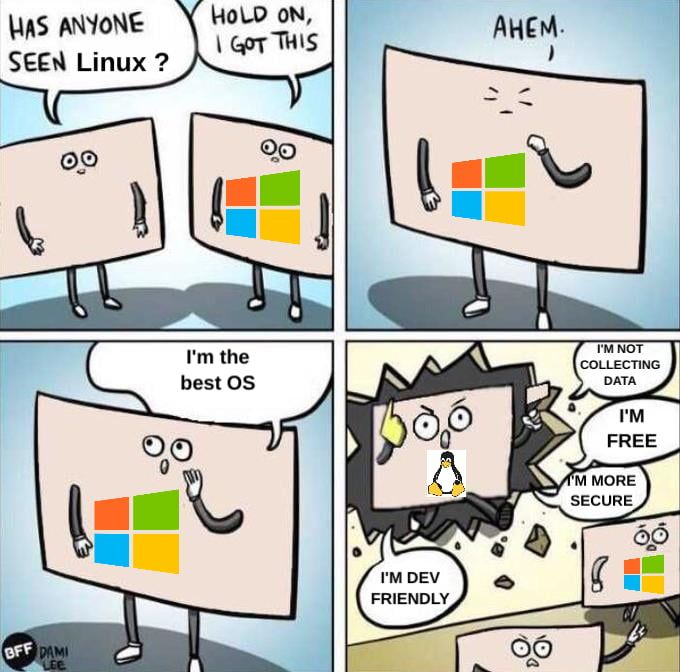 HAS ANYONE
SEEN Linux ?
HOLD ON,
I GOT THIS
AHEM.
I'm the
best OS
I'M NOT
COLLECTING
DATA
I'M
FREE
I'M MORE
SECURE
I'M DEV
FRIENDLY
BFF
DAMI
LEE